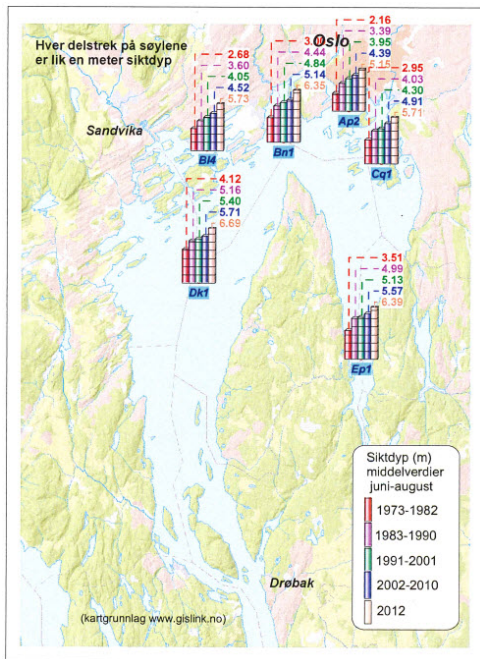 Hver delstrek på søylene
er lik en meter siktdyp
Oslo
Sandvika
2.68
3.60
4.05
4.52
5.73
Bl4
4.44
4.84
5.14
6.35
Bn1
2.16
3.39
3.95
4.39
5.15
Ap2
2.95
4.03
4.30
4.91
5.71
Cq1
4.12
5.16
5.40
5.71
6.69
Dk1
3.51
4.99
5.13
5.57
6.39
Ep1
Drøbak
Siktdyp (m)
middelverdier
juni-august
1973-1982
1983-1990
1991-2001
2002-2010
2012
(kartgrunnlag www.gislink.no)